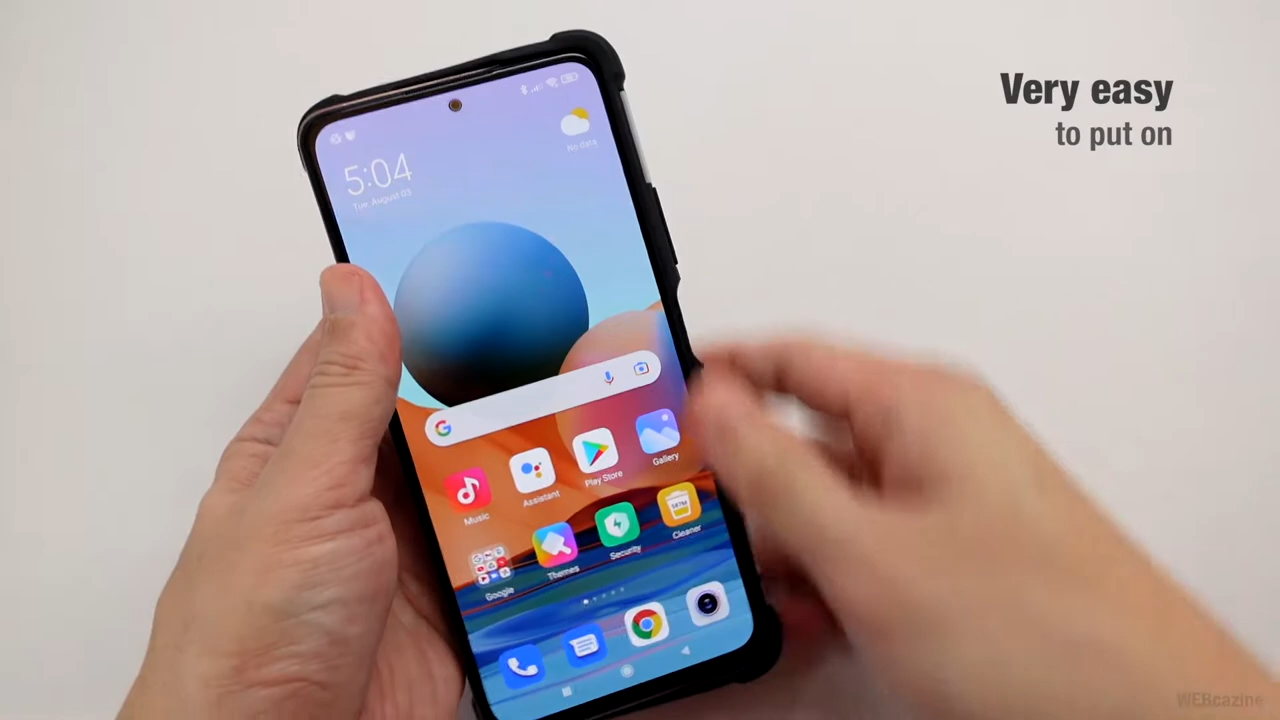 Very easy
to put on
5:04
Tue, August 03
No data
Gallery
Play Store
Assistant
Music
Cleaner
Security
Themes
Google
WEBcazine